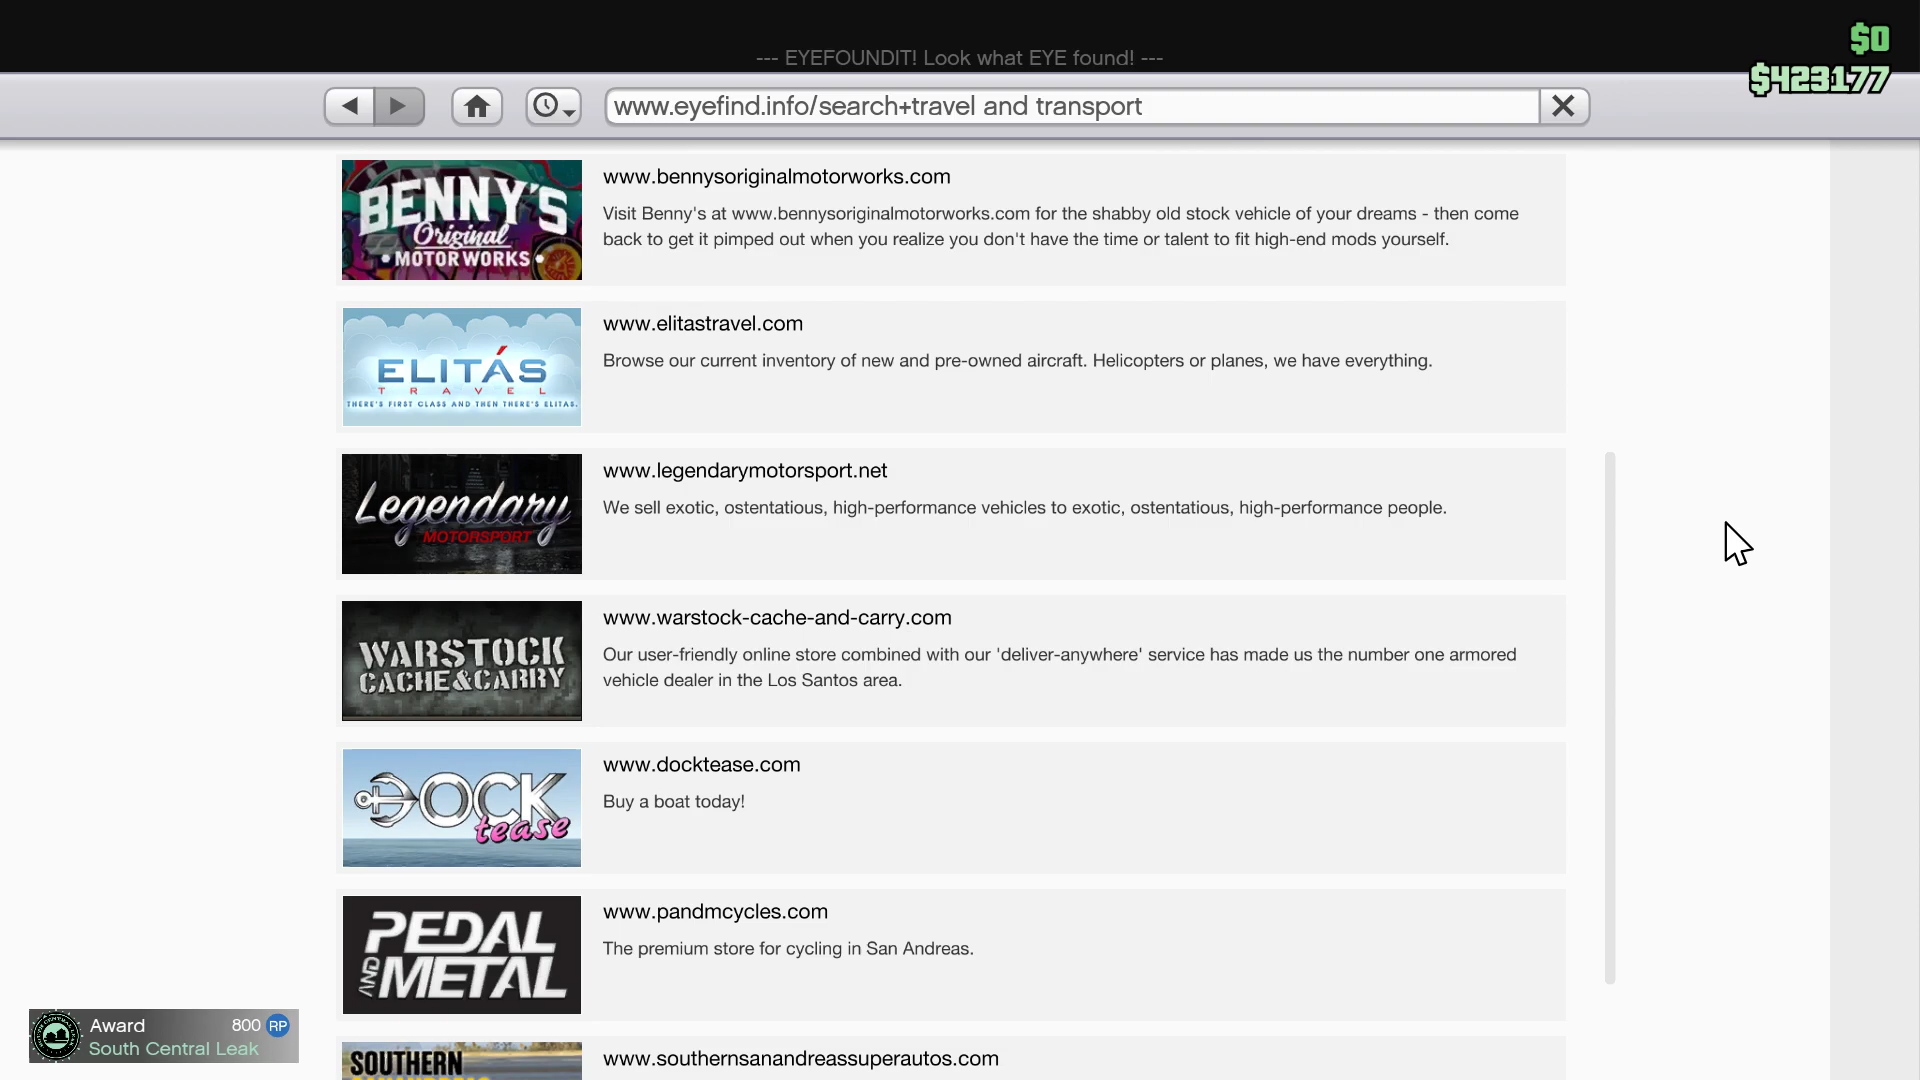 $0
--- EYEFOUNDIT! Look what EYE found! ---
$423177
www.eyefind.info/search+travel and transport
BENNY'S
Original
• MOTORWORKS •
www.bennysoriginalmotorworks.com
Visit Benny's at www.bennysoriginalmotorworks.com for the shabby old stock vehicle of your dreams - then come
back to get it pimped out when you realize you don't have the time or talent to fit high-end mods yourself.
ELITÁS
TRAVEL
THERE'S FIRST CLASS AND THEN THERE'S ELITAS.
www.elitastravel.com
Browse our current inventory of new and pre-owned aircraft. Helicopters or planes, we have everything.
Legendary
MOTORSPORT
www.legendarymotorsport.net
We sell exotic, ostentatious, high-performance vehicles to exotic, ostentatious, high-performance people.
WARSTOCK
CACHE&CARRY
www.warstock-cache-and-carry.com
Our user-friendly online store combined with our 'deliver-anywhere' service has made us the number one armored
vehicle dealer in the Los Santos area.
DOCK
tease
www.docktease.com
Buy a boat today!
PEDAL
AND METAL
www.pandmcycles.com
The premium store for cycling in San Andreas.
Award 800 RP
South Central Leak
SOUTHERN
www.southernsanandreassuperautos.com